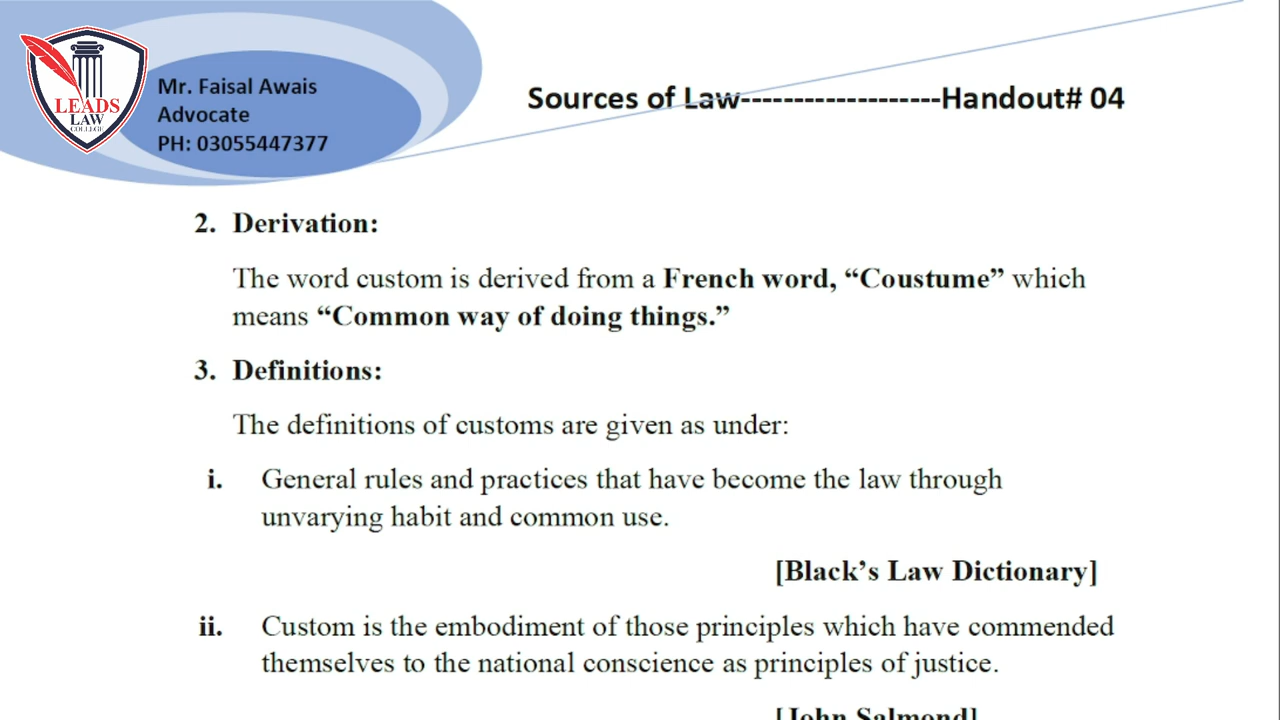 LEADS
LAW
COLLEGE
Mr. Faisal Awais
Advocate
PH: 03055447377
Sources of Law-------------------Handout# 04
2. Derivation:
The word custom is derived from a French word, “Coustume” which
means “Common way of doing things.”
3. Definitions:
The definitions of customs are given as under:
i. General rules and practices that have become the law through
unvarying habit and common use.
[Black’s Law Dictionary]
ii. Custom is the embodiment of those principles which have commended
themselves to the national conscience as principles of justice.
[John Salmond]